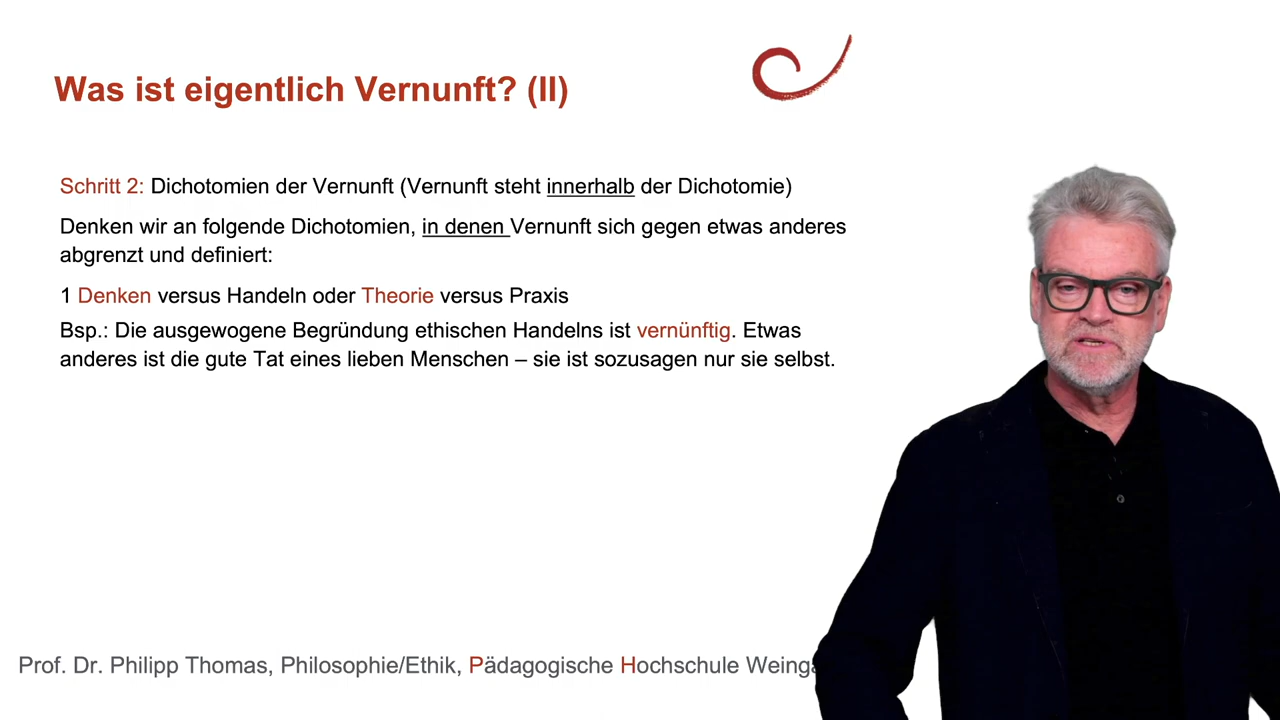 Was ist eigentlich Vernunft? (II)
Schritt 2: Dichotomien der Vernunft (Vernunft steht innerhalb der Dichotomie)
Denken wir an folgende Dichotomien, in denen Vernunft sich gegen etwas anderes
abgrenzt und definiert:
1 Denken versus Handeln oder Theorie versus Praxis
Bsp.: Die ausgewogene Begründung ethischen Handelns ist vernünftig. Etwas
anderes ist die gute Tat eines lieben Menschen – sie ist sozusagen nur sie selbst.
Prof. Dr. Philipp Thomas, Philosophie/Ethik, Pädagogische Hochschule